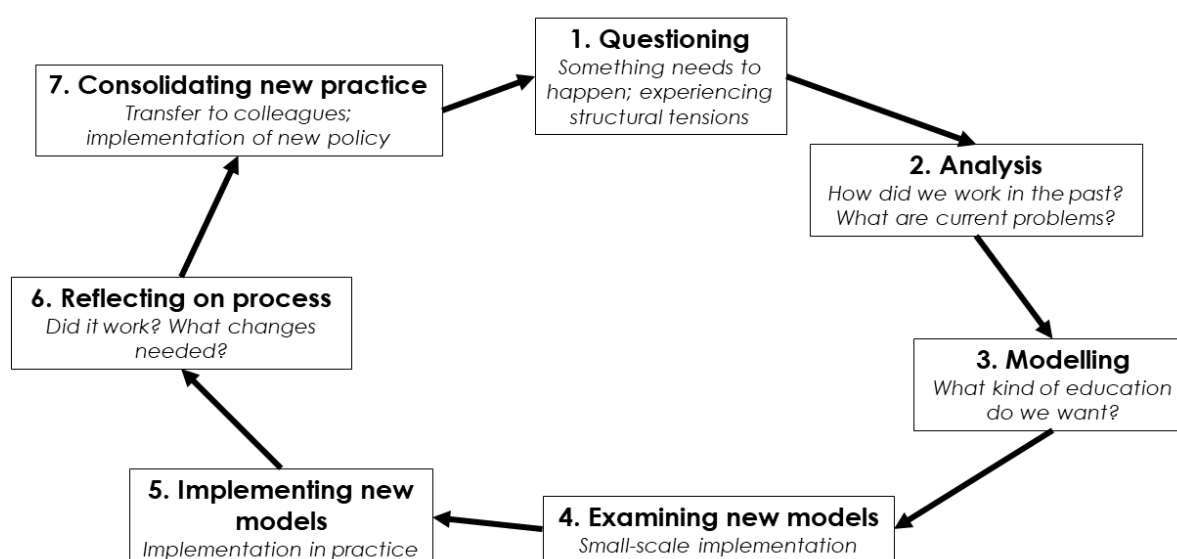 1. Questioning
Something needs to
happen; experiencing
structural tensions
2. Analysis
How did we work in the past?
What are current problems?
3. Modelling
What kind of education
do we want?
4. Examining new models
Small-scale implementation
5. Implementing new
models
Implementation in practice
6. Reflecting on process
Did it work? What changes
needed?
7. Consolidating new practice
Transfer to colleagues;
implementation of new policy